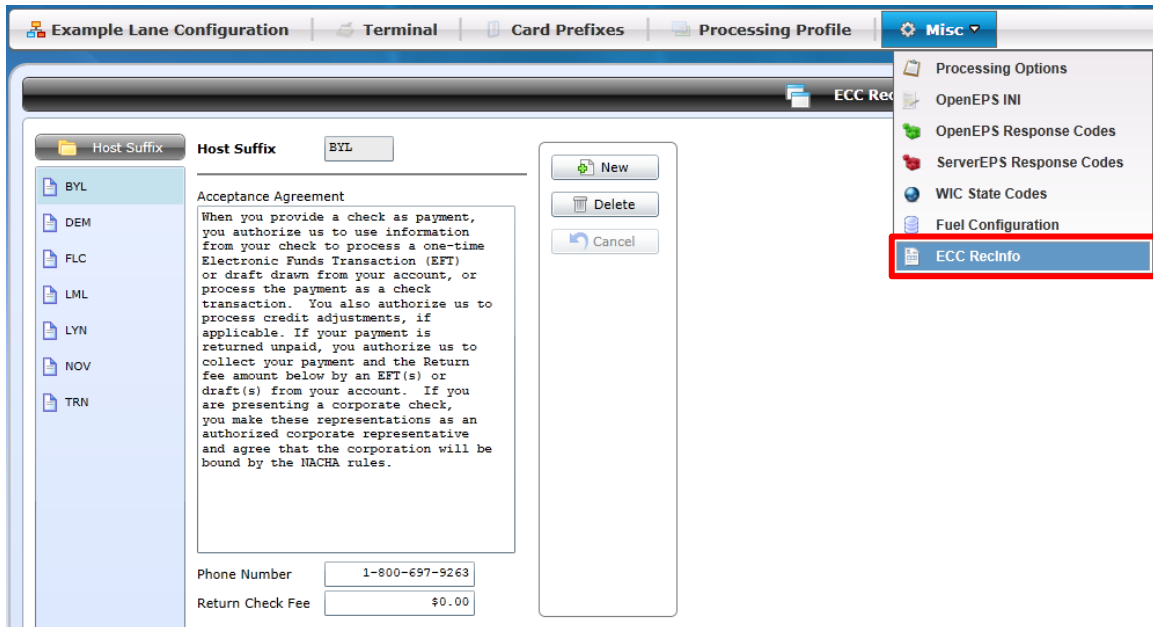 Example Lane Configuration
Terminal
Card Prefixes
Processing Profile
Misc
Processing Options
OpenEPS INI
OpenEPS Response Codes
ServerEPS Response Codes
WIC State Codes
Fuel Configuration
ECC RecInfo
ECC Rec
Host Suffix
BYL
DEM
FLC
LML
LYN
NOV
TRN
Host Suffix
BYL
Acceptance Agreement
When you provide a check as payment,
you authorize us to use information
from your check to process a one-time
Electronic Funds Transaction (EFT)
or draft drawn from your account, or
process the payment as a check
transaction.  You also authorize us to
process credit adjustments, if
applicable. If your payment is
returned unpaid, you authorize us to
collect your payment and the Return
fee amount below by an EFT(s) or
draft(s) from your account.  If you
are presenting a corporate check,
you make these representations as an
authorized corporate representative
and agree that the corporation will be
bound by the NACHA rules.
Phone Number
1-800-697-9263
Return Check Fee
$0.00
New
Delete
Cancel